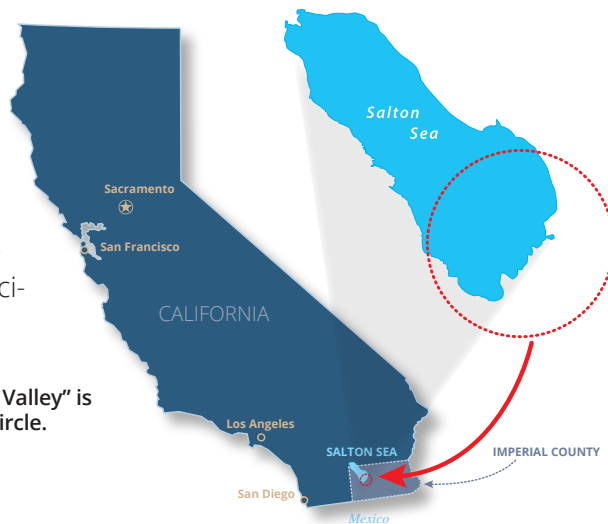 Salton
Sea
Sacramento
San Francisco
ci-
CALIFORNIA
Valley” is
ircle.
Los Angeles
SALTON SEA
IMPERIAL COUNTY
San Diego
Mexico